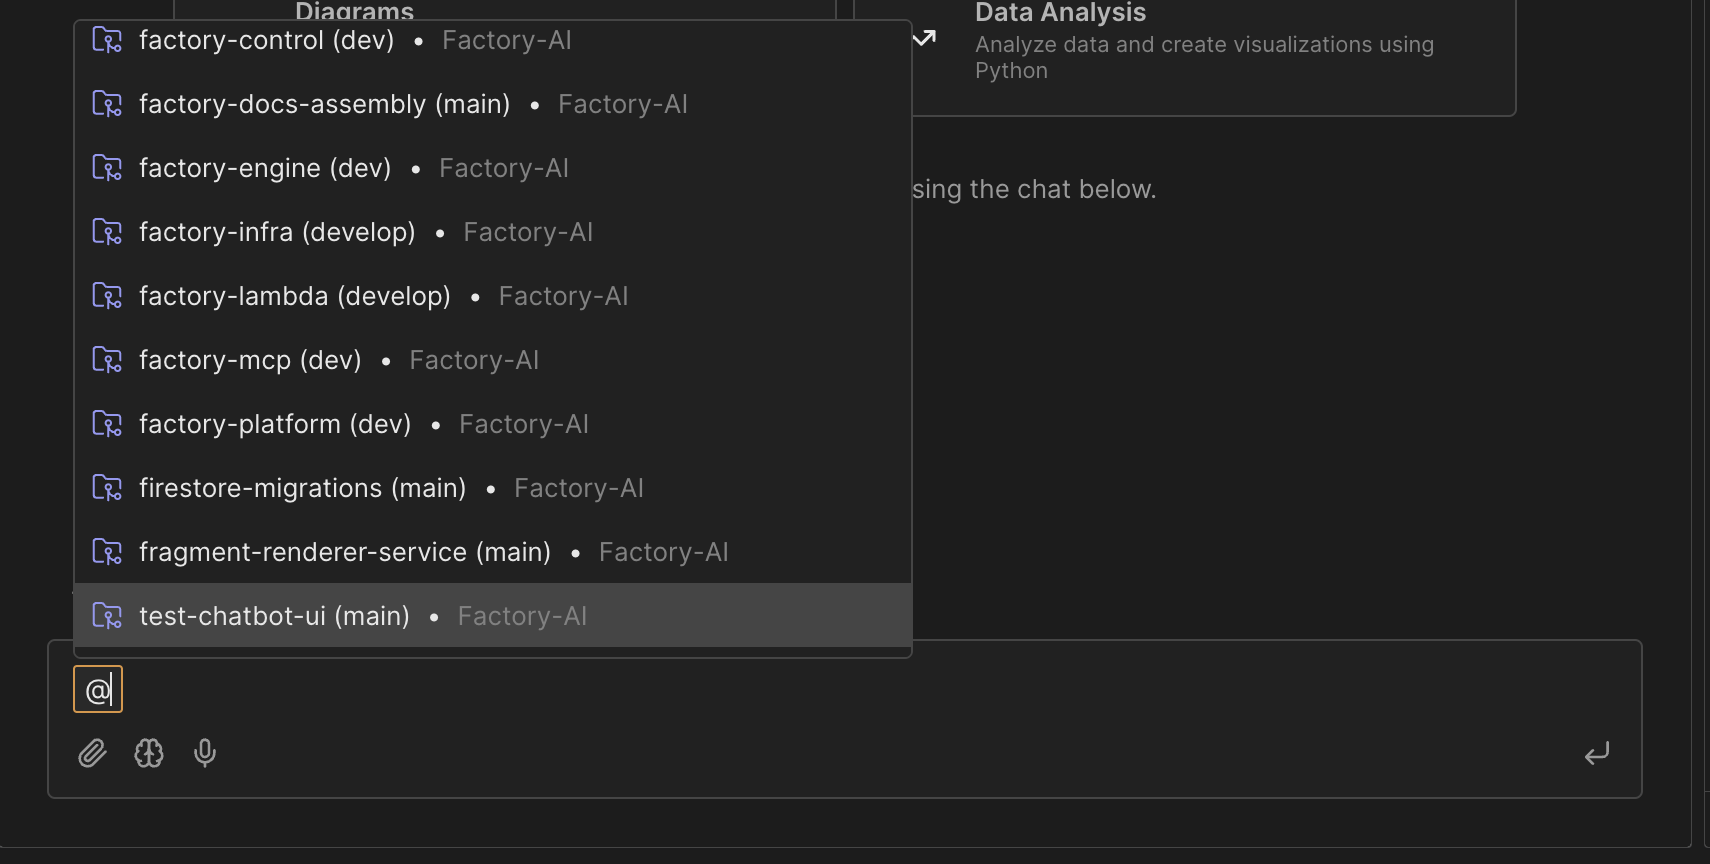 Diagrams
Data Analysis
Analyze data and create visualizations using
Python
factory-control (dev) • Factory-AI
factory-docs-assembly (main) • Factory-AI
factory-engine (dev) • Factory-AI
sing the chat below.
factory-infra (develop) • Factory-AI
factory-lambda (develop) • Factory-AI
factory-mcp (dev) • Factory-AI
factory-platform (dev) • Factory-AI
firestore-migrations (main) • Factory-AI
fragment-renderer-service (main) • Factory-AI
test-chatbot-ui (main) • Factory-AI
@